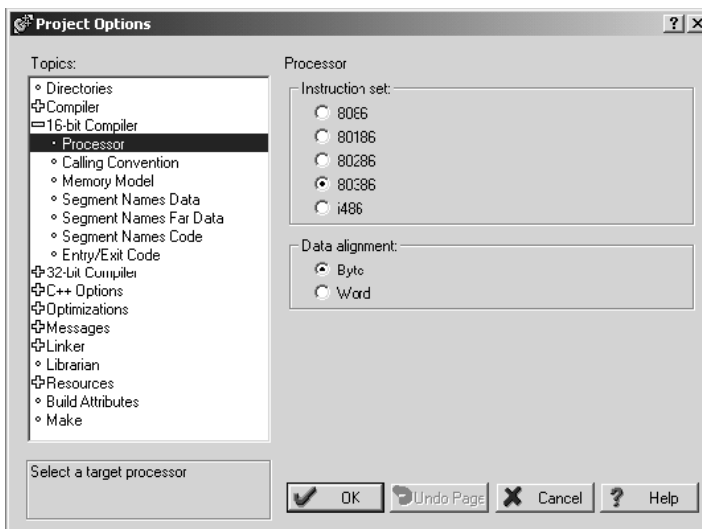 Project Options
Topics:
Directories
Compiler
16-bit Compiler
Processor
Calling Convention
Memory Model
Segment Names Data
Segment Names Far Data
Segment Names Code
Entry/Exit Code
32-bit Compiler
C++ Options
Optimizations
Messages
Linker
Librarian
Resources
Build Attributes
Make
Select a target processor
Processor
Instruction set:
8086
80186
80286
80386
i486
Data alignment:
Byte
Word
OK
Undo Page
Cancel
Help